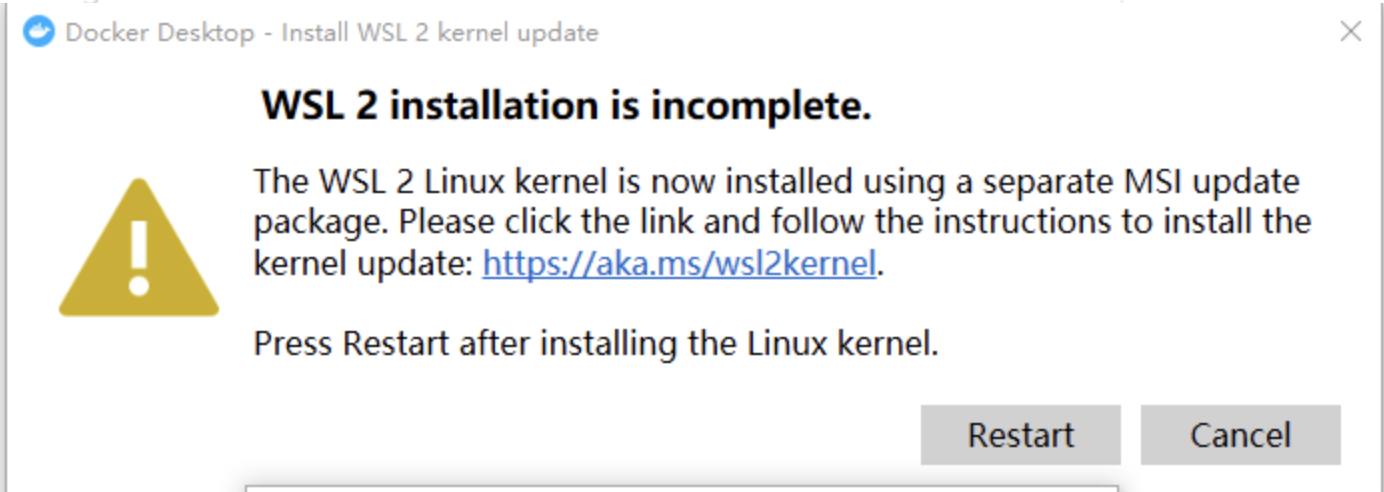 Docker Desktop - Install WSL 2 kernel update
WSL 2 installation is incomplete.
The WSL 2 Linux kernel is now installed using a separate MSI update
package. Please click the link and follow the instructions to install the
kernel update: https://aka.ms/wsl2kernel.
Press Restart after installing the Linux kernel.
Restart
Cancel